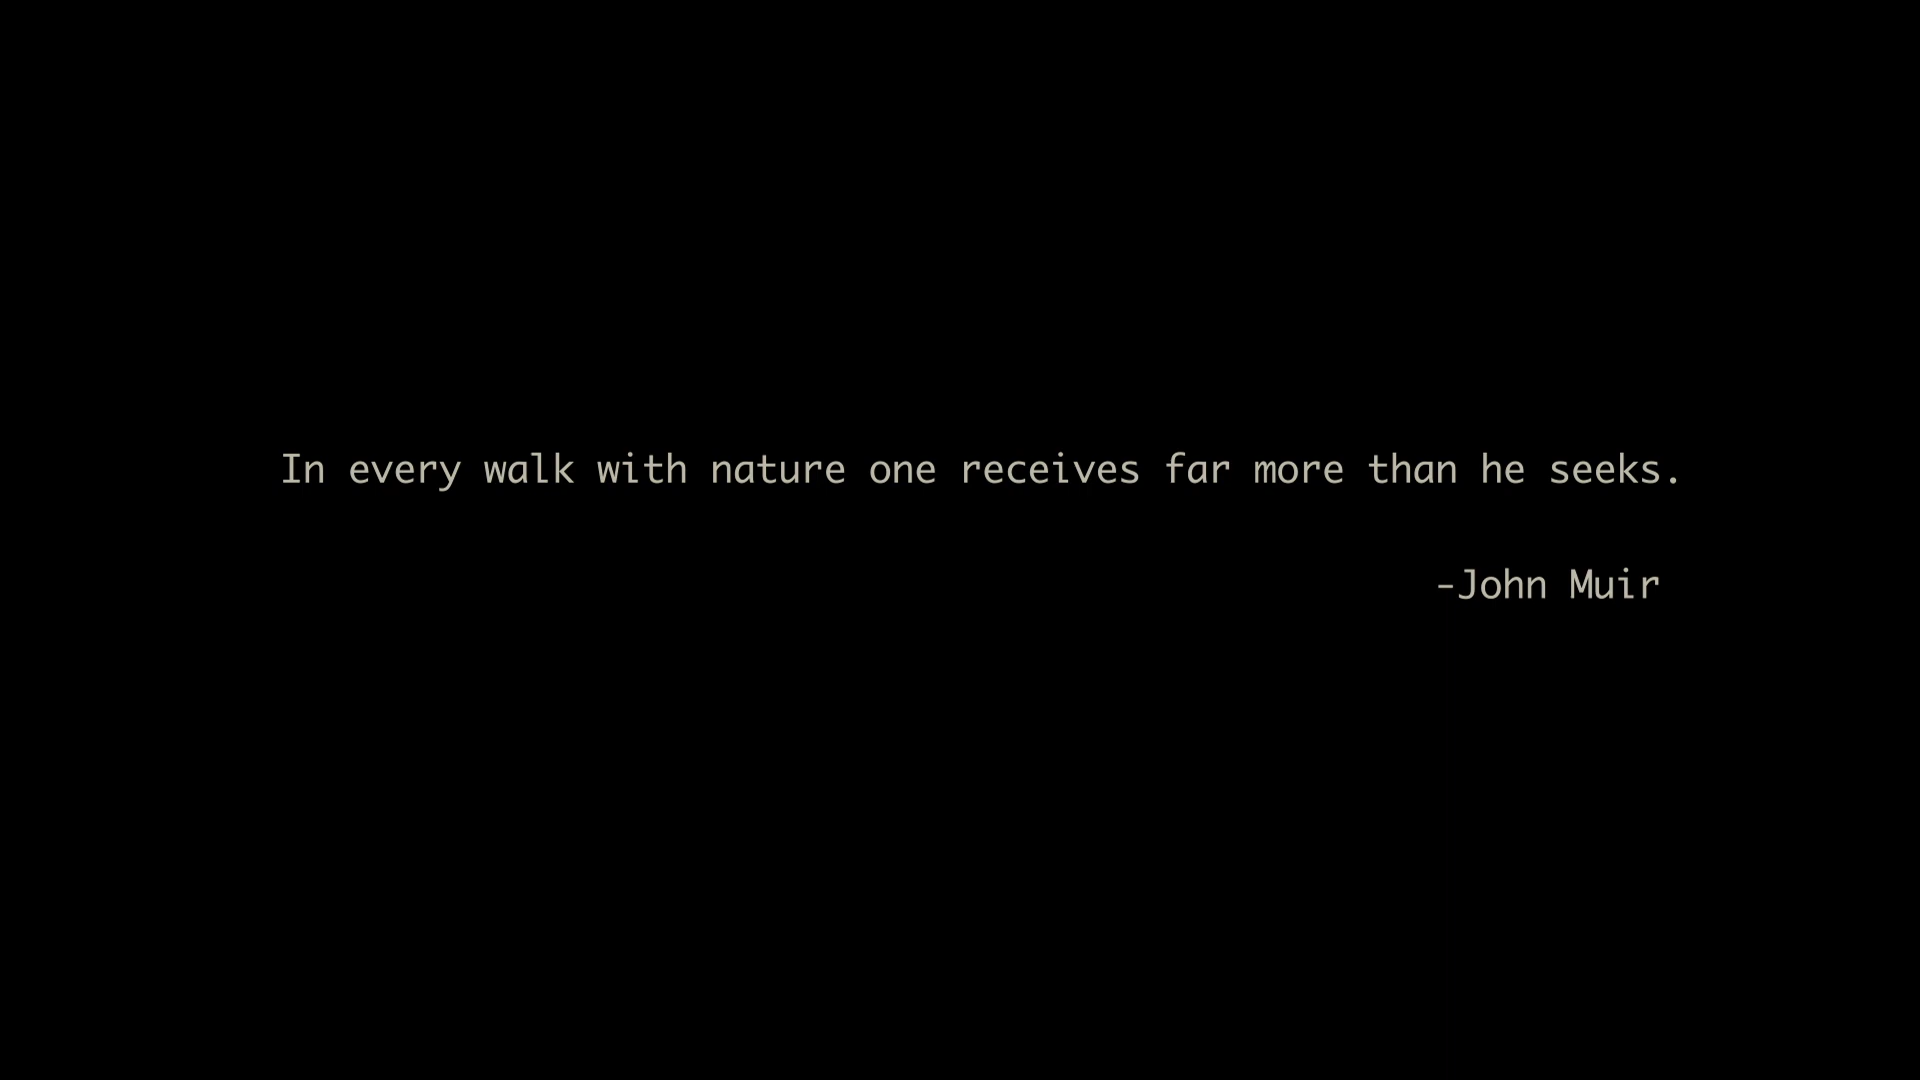 In every walk with nature one receives far more than he seeks.
-John Muir